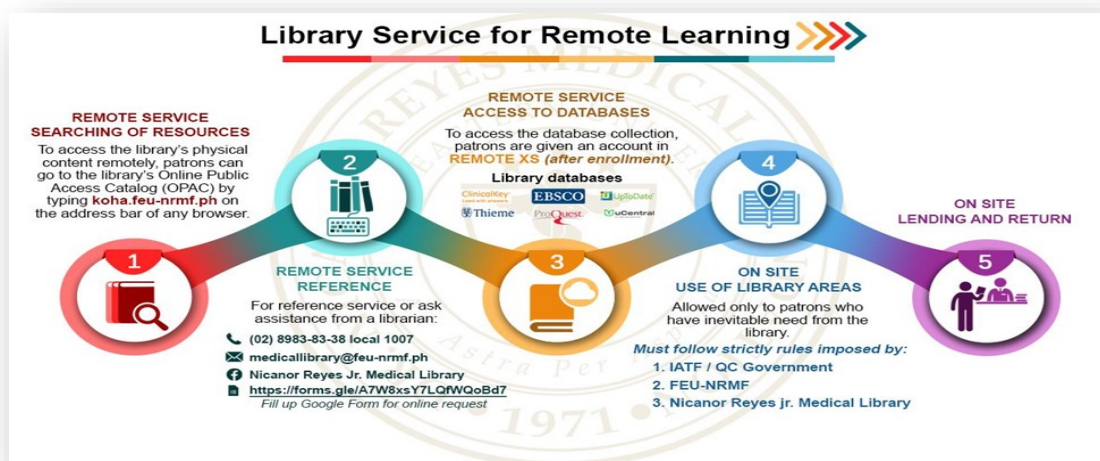 Library Service for Remote Learning
REMOTE SERVICE
SEARCHING OF RESOURCES
To access the library's physical
content remotely, patrons can
go to the library's Online Public
Access Catalog (OPAC) by
typing koha.feu-nrmf.ph on
the address bar of any browser.
1
2
REMOTE SERVICE
REFERENCE
For reference service or ask
assistance from a librarian:
(02) 8983-83-38 local 1007
medicallibrary@feu-nrmf.ph
Nicanor Reyes Jr. Medical Library
https://forms.gle/A7W8xsY7LQfWQoBd7
Fill up Google Form for online request
REMOTE SERVICE
ACCESS TO DATABASES
To access the database collection,
patrons are given an account in
REMOTE XS (after enrollment).
Library databases
ClinicalKey
EBSCO
UpToDate
Thieme
ProQuest
uCentral
3
4
ON SITE
USE OF LIBRARY AREAS
Allowed only to patrons who
have inevitable need from the
library.
Must follow strictly rules imposed by:
1. IATF / QC Government
2. FEU-NRMF
3. Nicanor Reyes jr. Medical Library
ON SITE
LENDING AND RETURN
5
REYES MEDICAL
Astra Per
1971